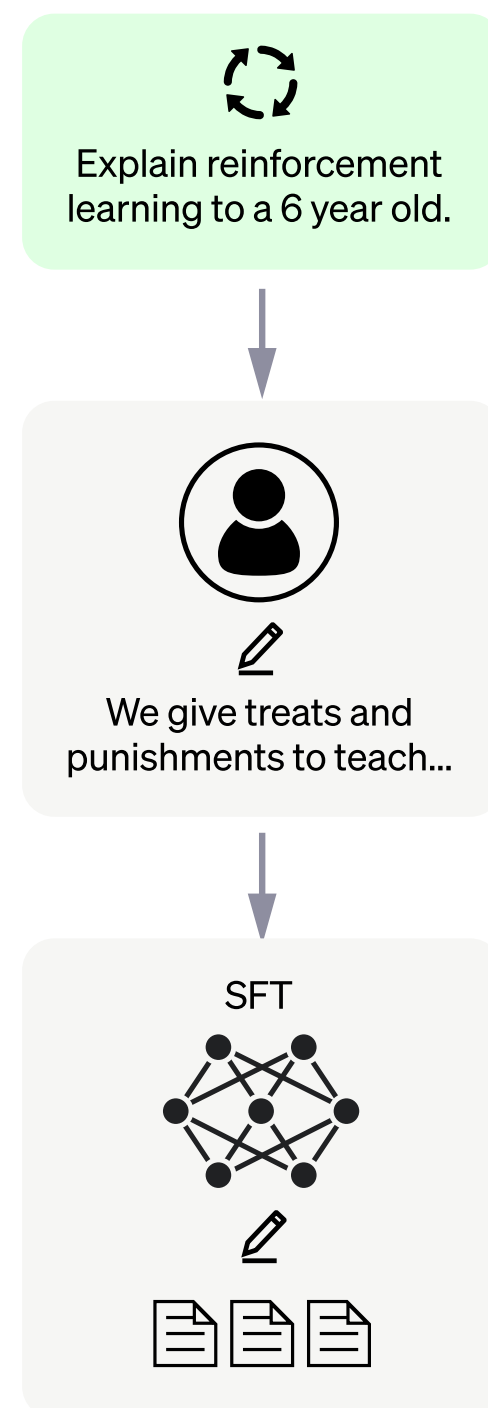 Explain reinforcement
learning to a 6 year old.
We give treats and
punishments to teach...
SFT